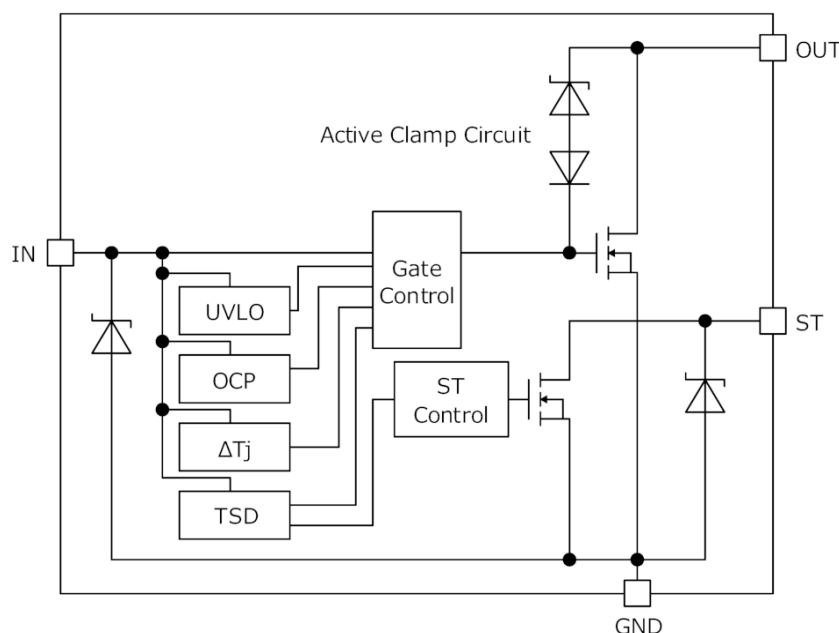 OUT
Active Clamp Circuit
IN
Gate
Control
UVLO
ST
OCP
ST
Control
ΔTj
TSD
GND